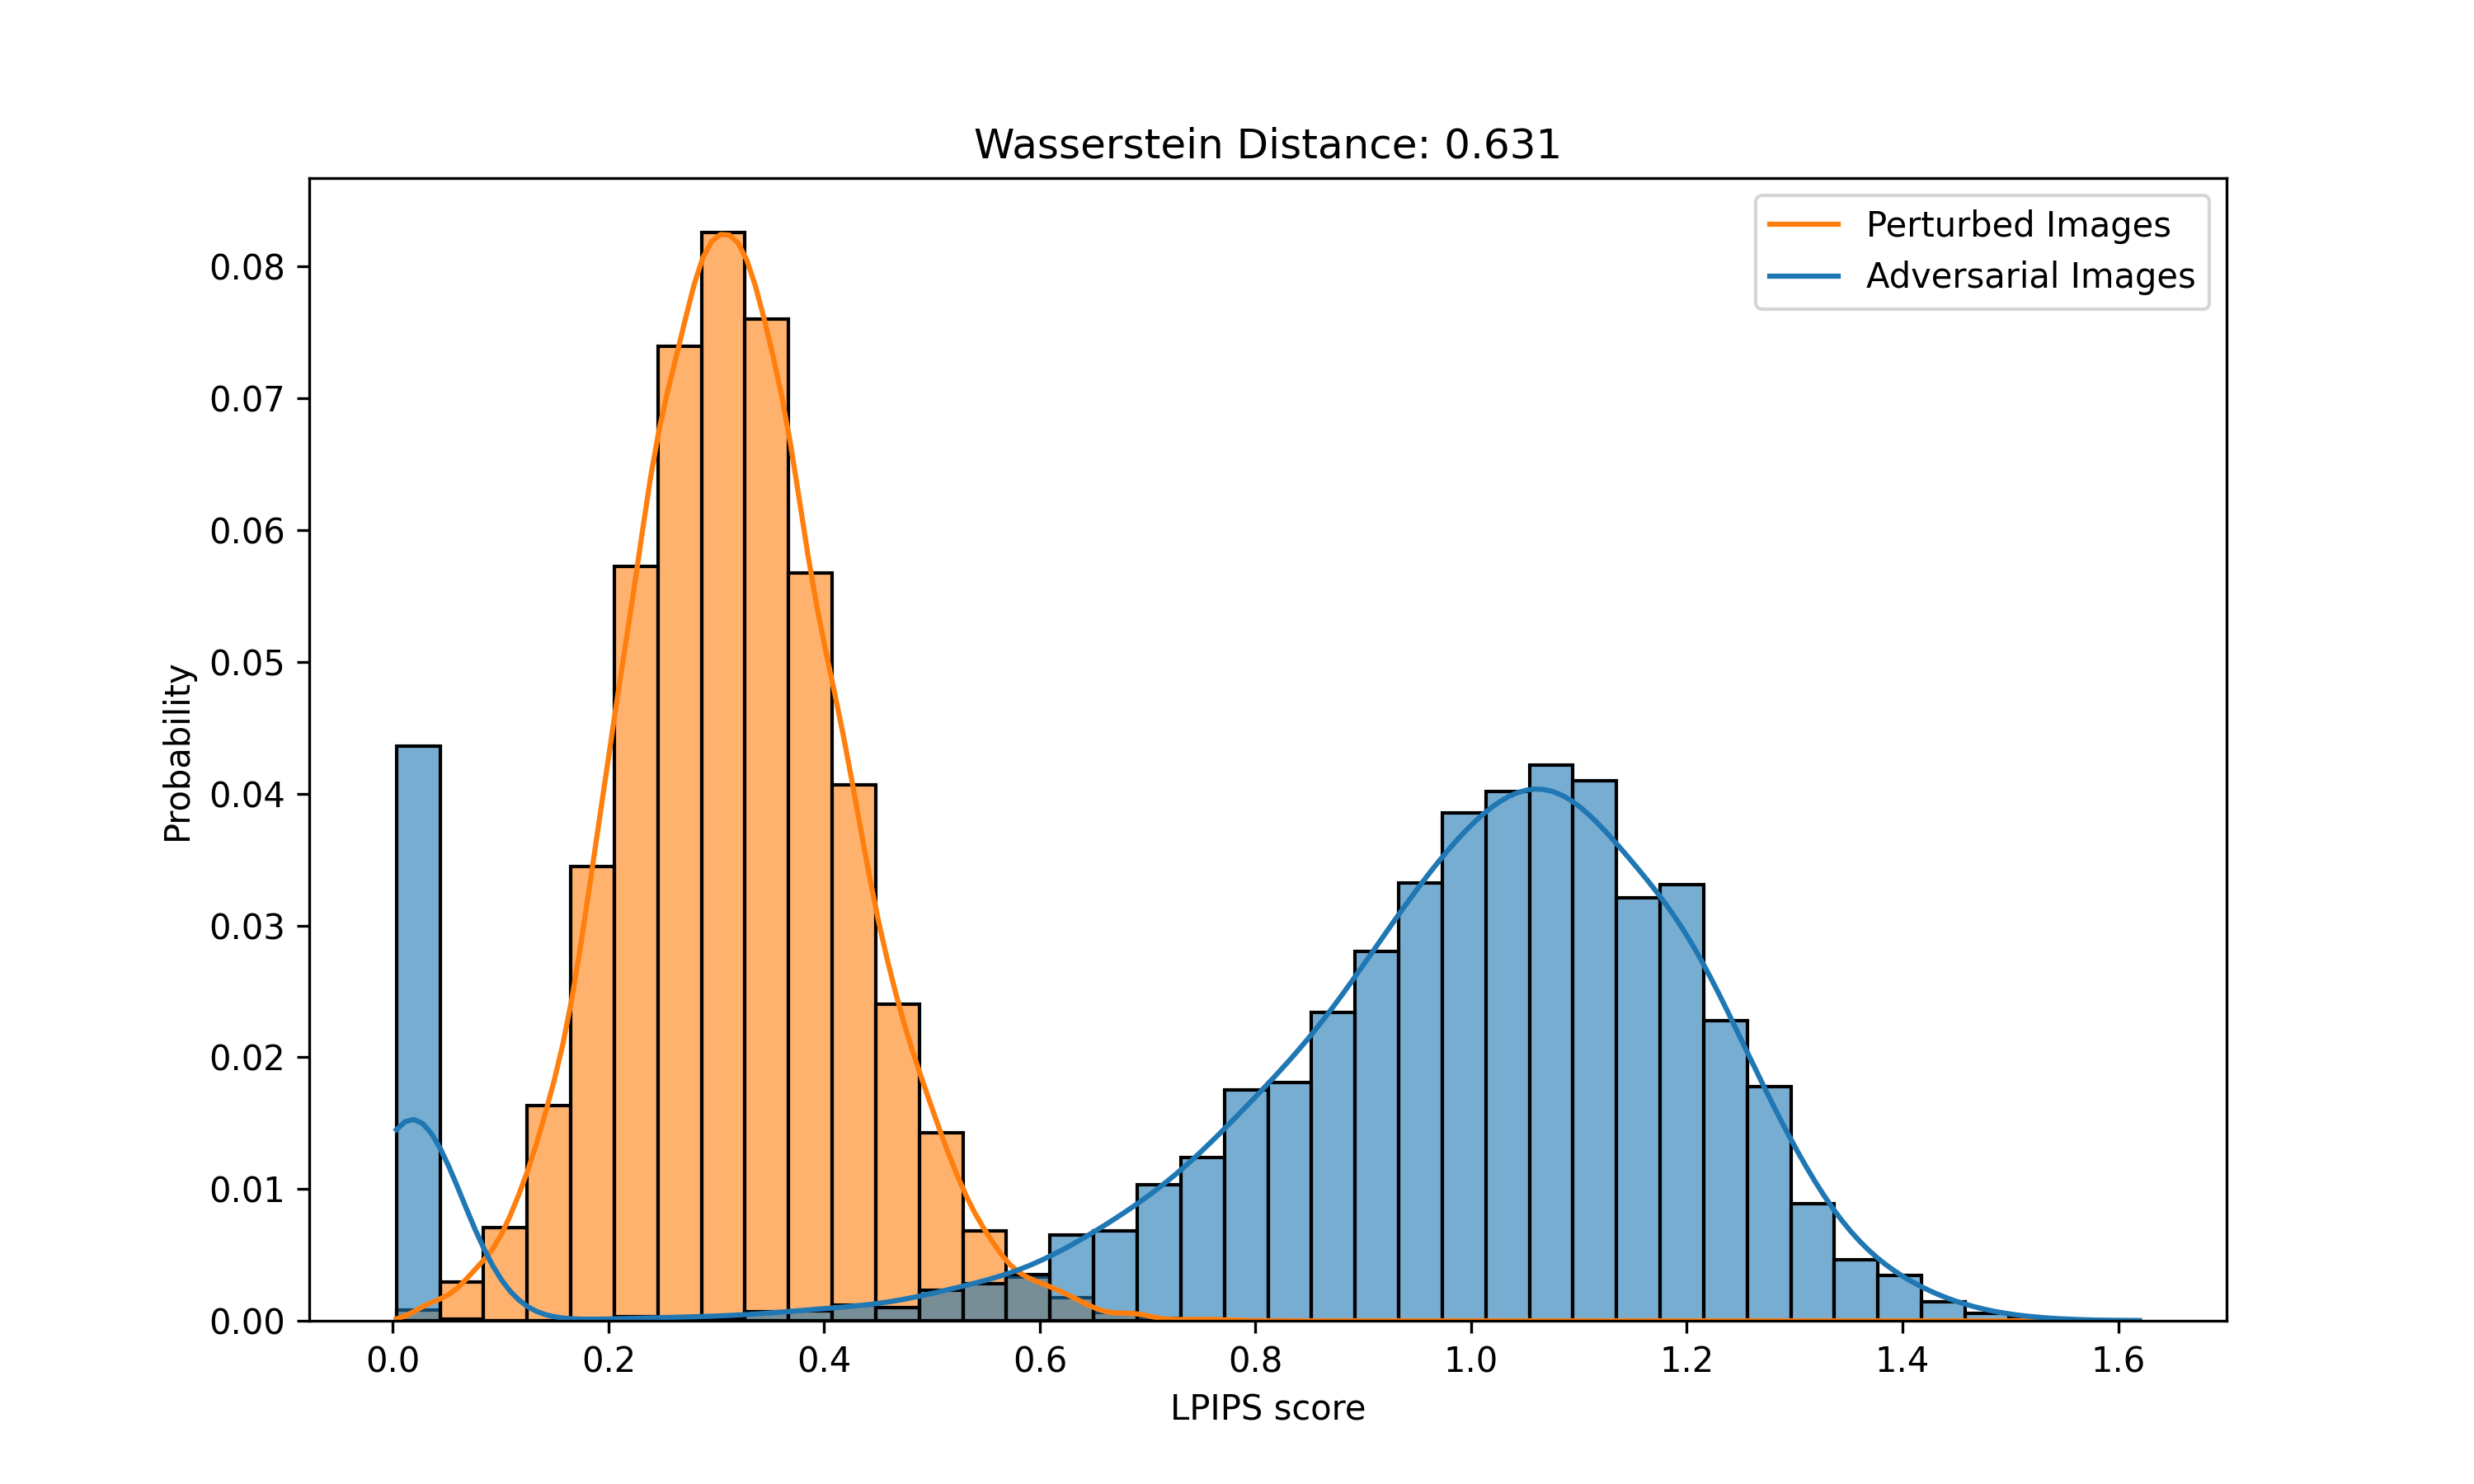 Wasserstein Distance: 0.631
Perturbed Images
Adversarial Images
Probability
0.08
0.07
0.06
0.05
0.04
0.03
0.02
0.01
0.00
0.0 0.2 0.4 0.6 0.8 1.0 1.2 1.4 1.6
LPIPS score